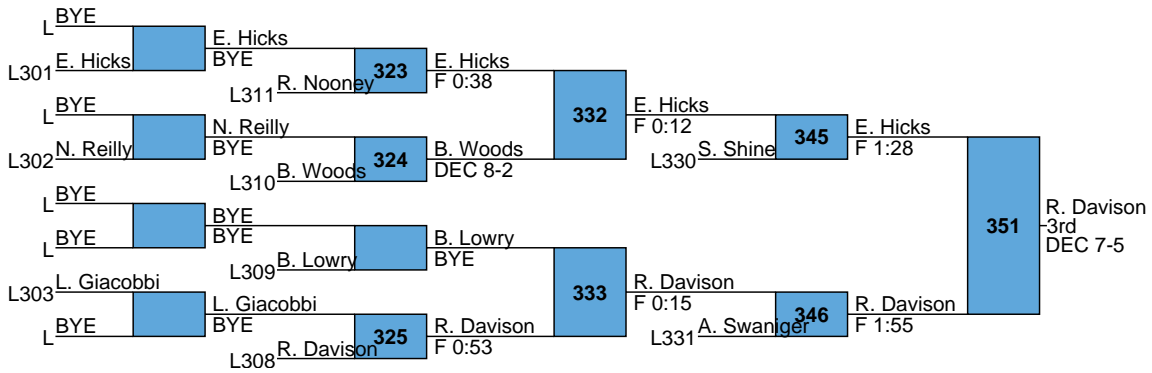 L BYE
L301 E. Hicks
E. Hicks
BYE
L311 R. Nooney
323
E. Hicks
F 0:38
L BYE
L302 N. Reilly
N. Reilly
BYE
L310 B. Woods
324
B. Woods
DEC 8-2
332
E. Hicks
F 0:12
L330 S. Shine
345
E. Hicks
F 1:28
L BYE
L BYE
BYE
BYE
L309 B. Lowry
B. Lowry
BYE
L303 L. Giacobbi
L BYE
L. Giacobbi
BYE
L308 R. Davison
325
R. Davison
F 0:53
333
R. Davison
F 0:15
L331 A. Swaniger
346
R. Davison
F 1:55
351
R. Davison
3rd
DEC 7-5